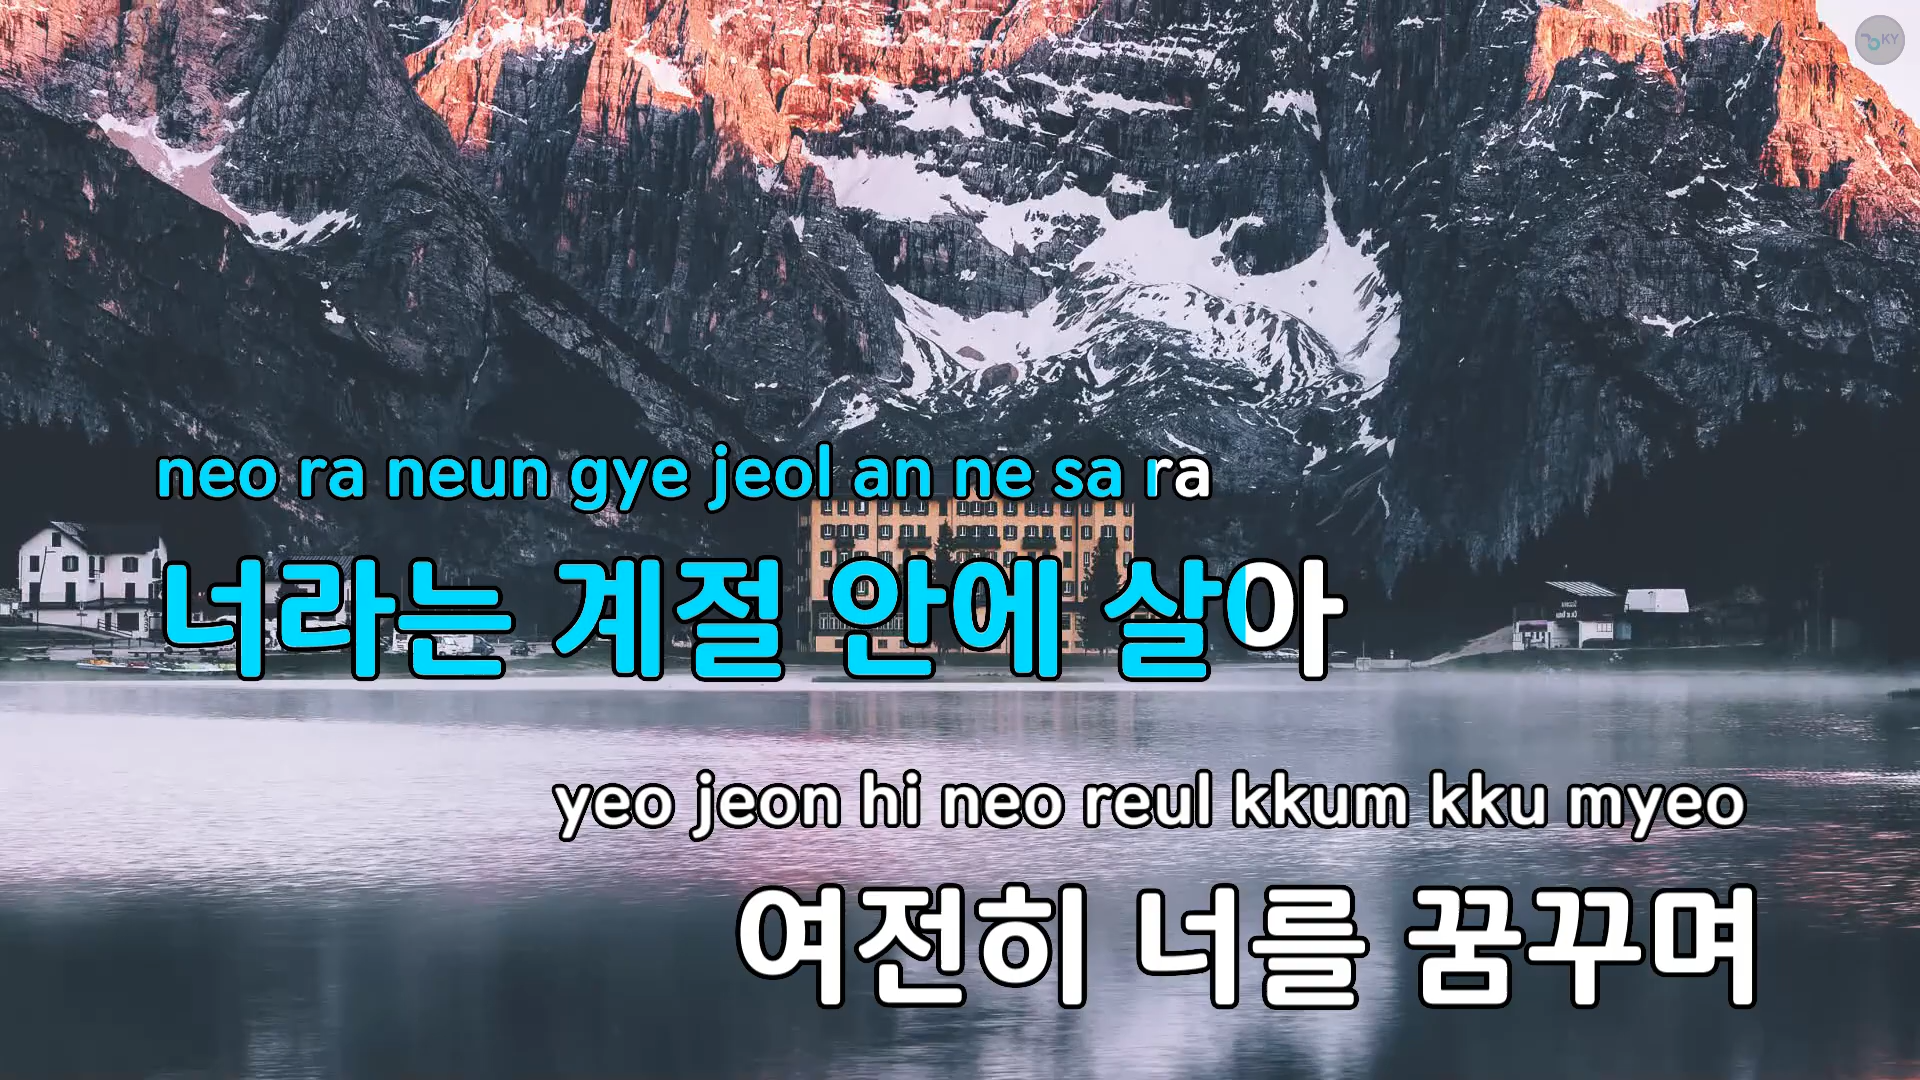 KY
neo ra neun gye jeol an ne sa ra
너라는 계절 안에 살아
yeo jeon hi neo reul kkum kku myeo
여전히 너를 꿈꾸며